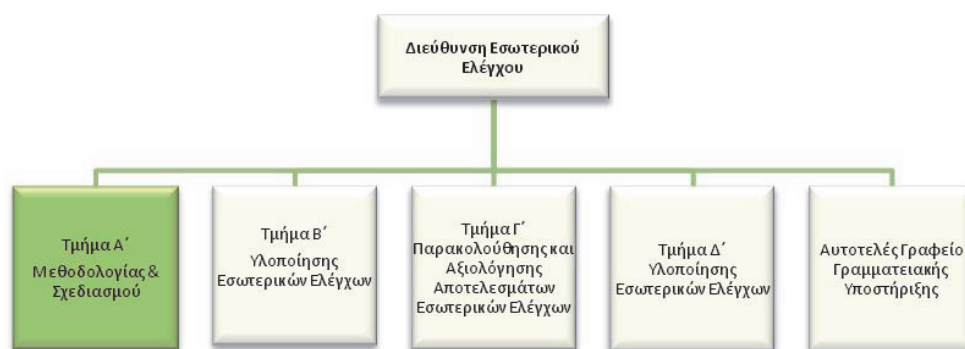 Διεύθυνση Εσωτερικού
Ελέγχου
Τμήμα Α΄
Μεθοδολογίας &
Σχεδιασμού
Τμήμα Β΄
Υλοποίησης
Εσωτερικών Ελέγχων
Τμήμα Γ΄
Παρακολούθησης και
Αξιολόγησης
Αποτελεσμάτων
Εσωτερικών Ελέγχων
Τμήμα Δ΄
Υλοποίησης
Εσωτερικών Ελέγχων
Αυτοτελές Γραφείο
Γραμματειακής
Υποστήριξης